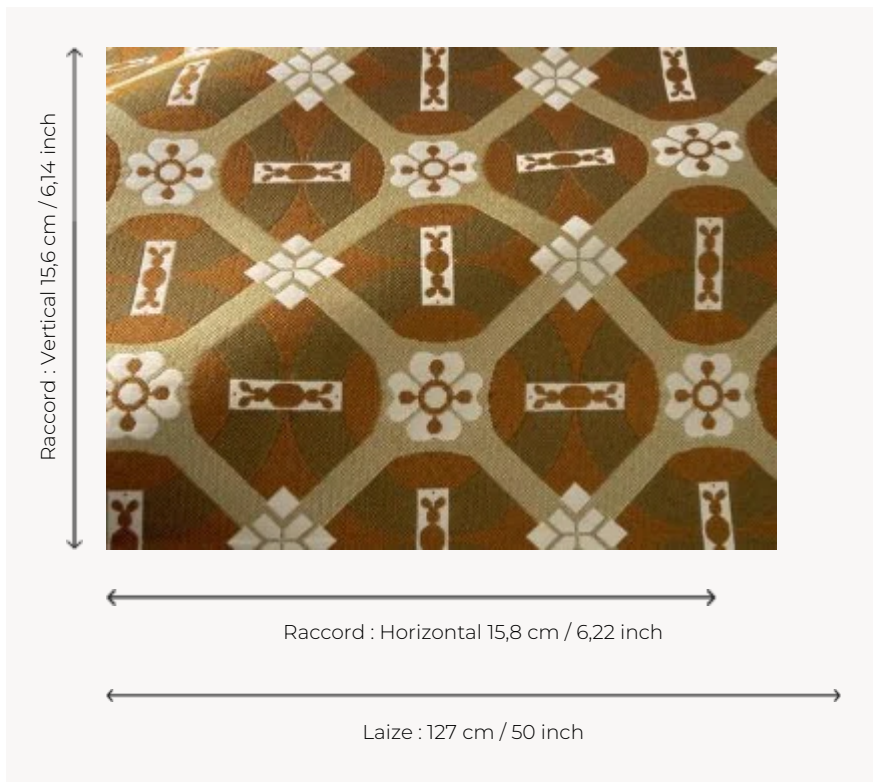 Raccord : Vertical 15,6 cm / 6,14 inch
Raccord : Horizontal 15,8 cm / 6,22 inch
Laize : 127 cm / 50 inch